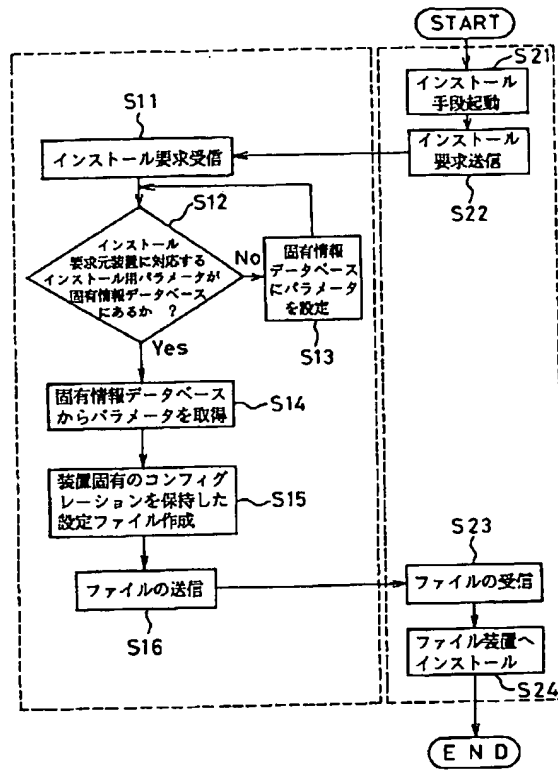 START
S21
インストール
手段起動
インストール
要求送信
S22
S11
インストール要求受信
S12
インストール
要求元装置に対応する
インストール用パラメータが
固有情報データベース
にあるか ?
No
固有情報
データベース
にパラメータ
を設定
S13
Yes
固有情報データベース
からパラメータを取得
S14
装置固有のコンフィグ
レーションを保持した
設定ファイル作成
S15
ファイルの送信
S16
S23
ファイルの受信
ファイル装置へ
インストール
S24
END